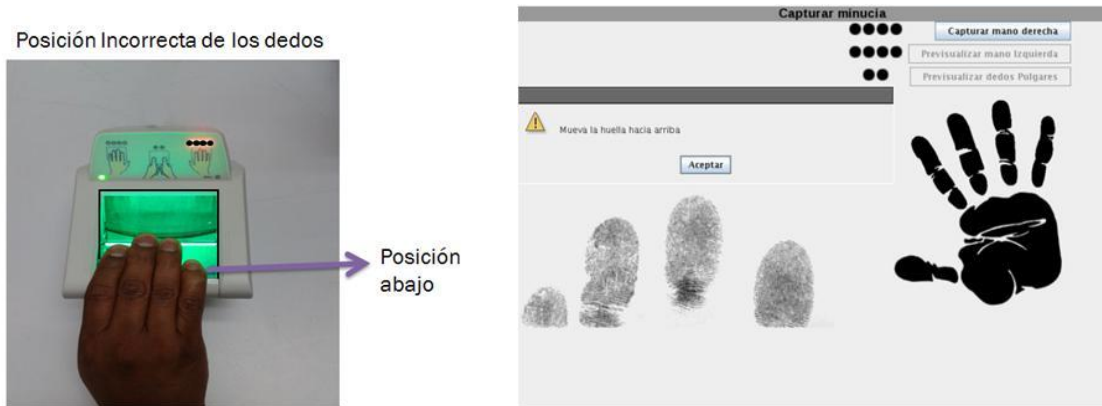 Posición Incorrecta de los dedos
Posición
abajo
Capturar minucia
Capturar mano derecha
Previsualizar mano Izquierda
Previsualizar dedos Pulgares
Mueva la huella hacia arriba
Aceptar